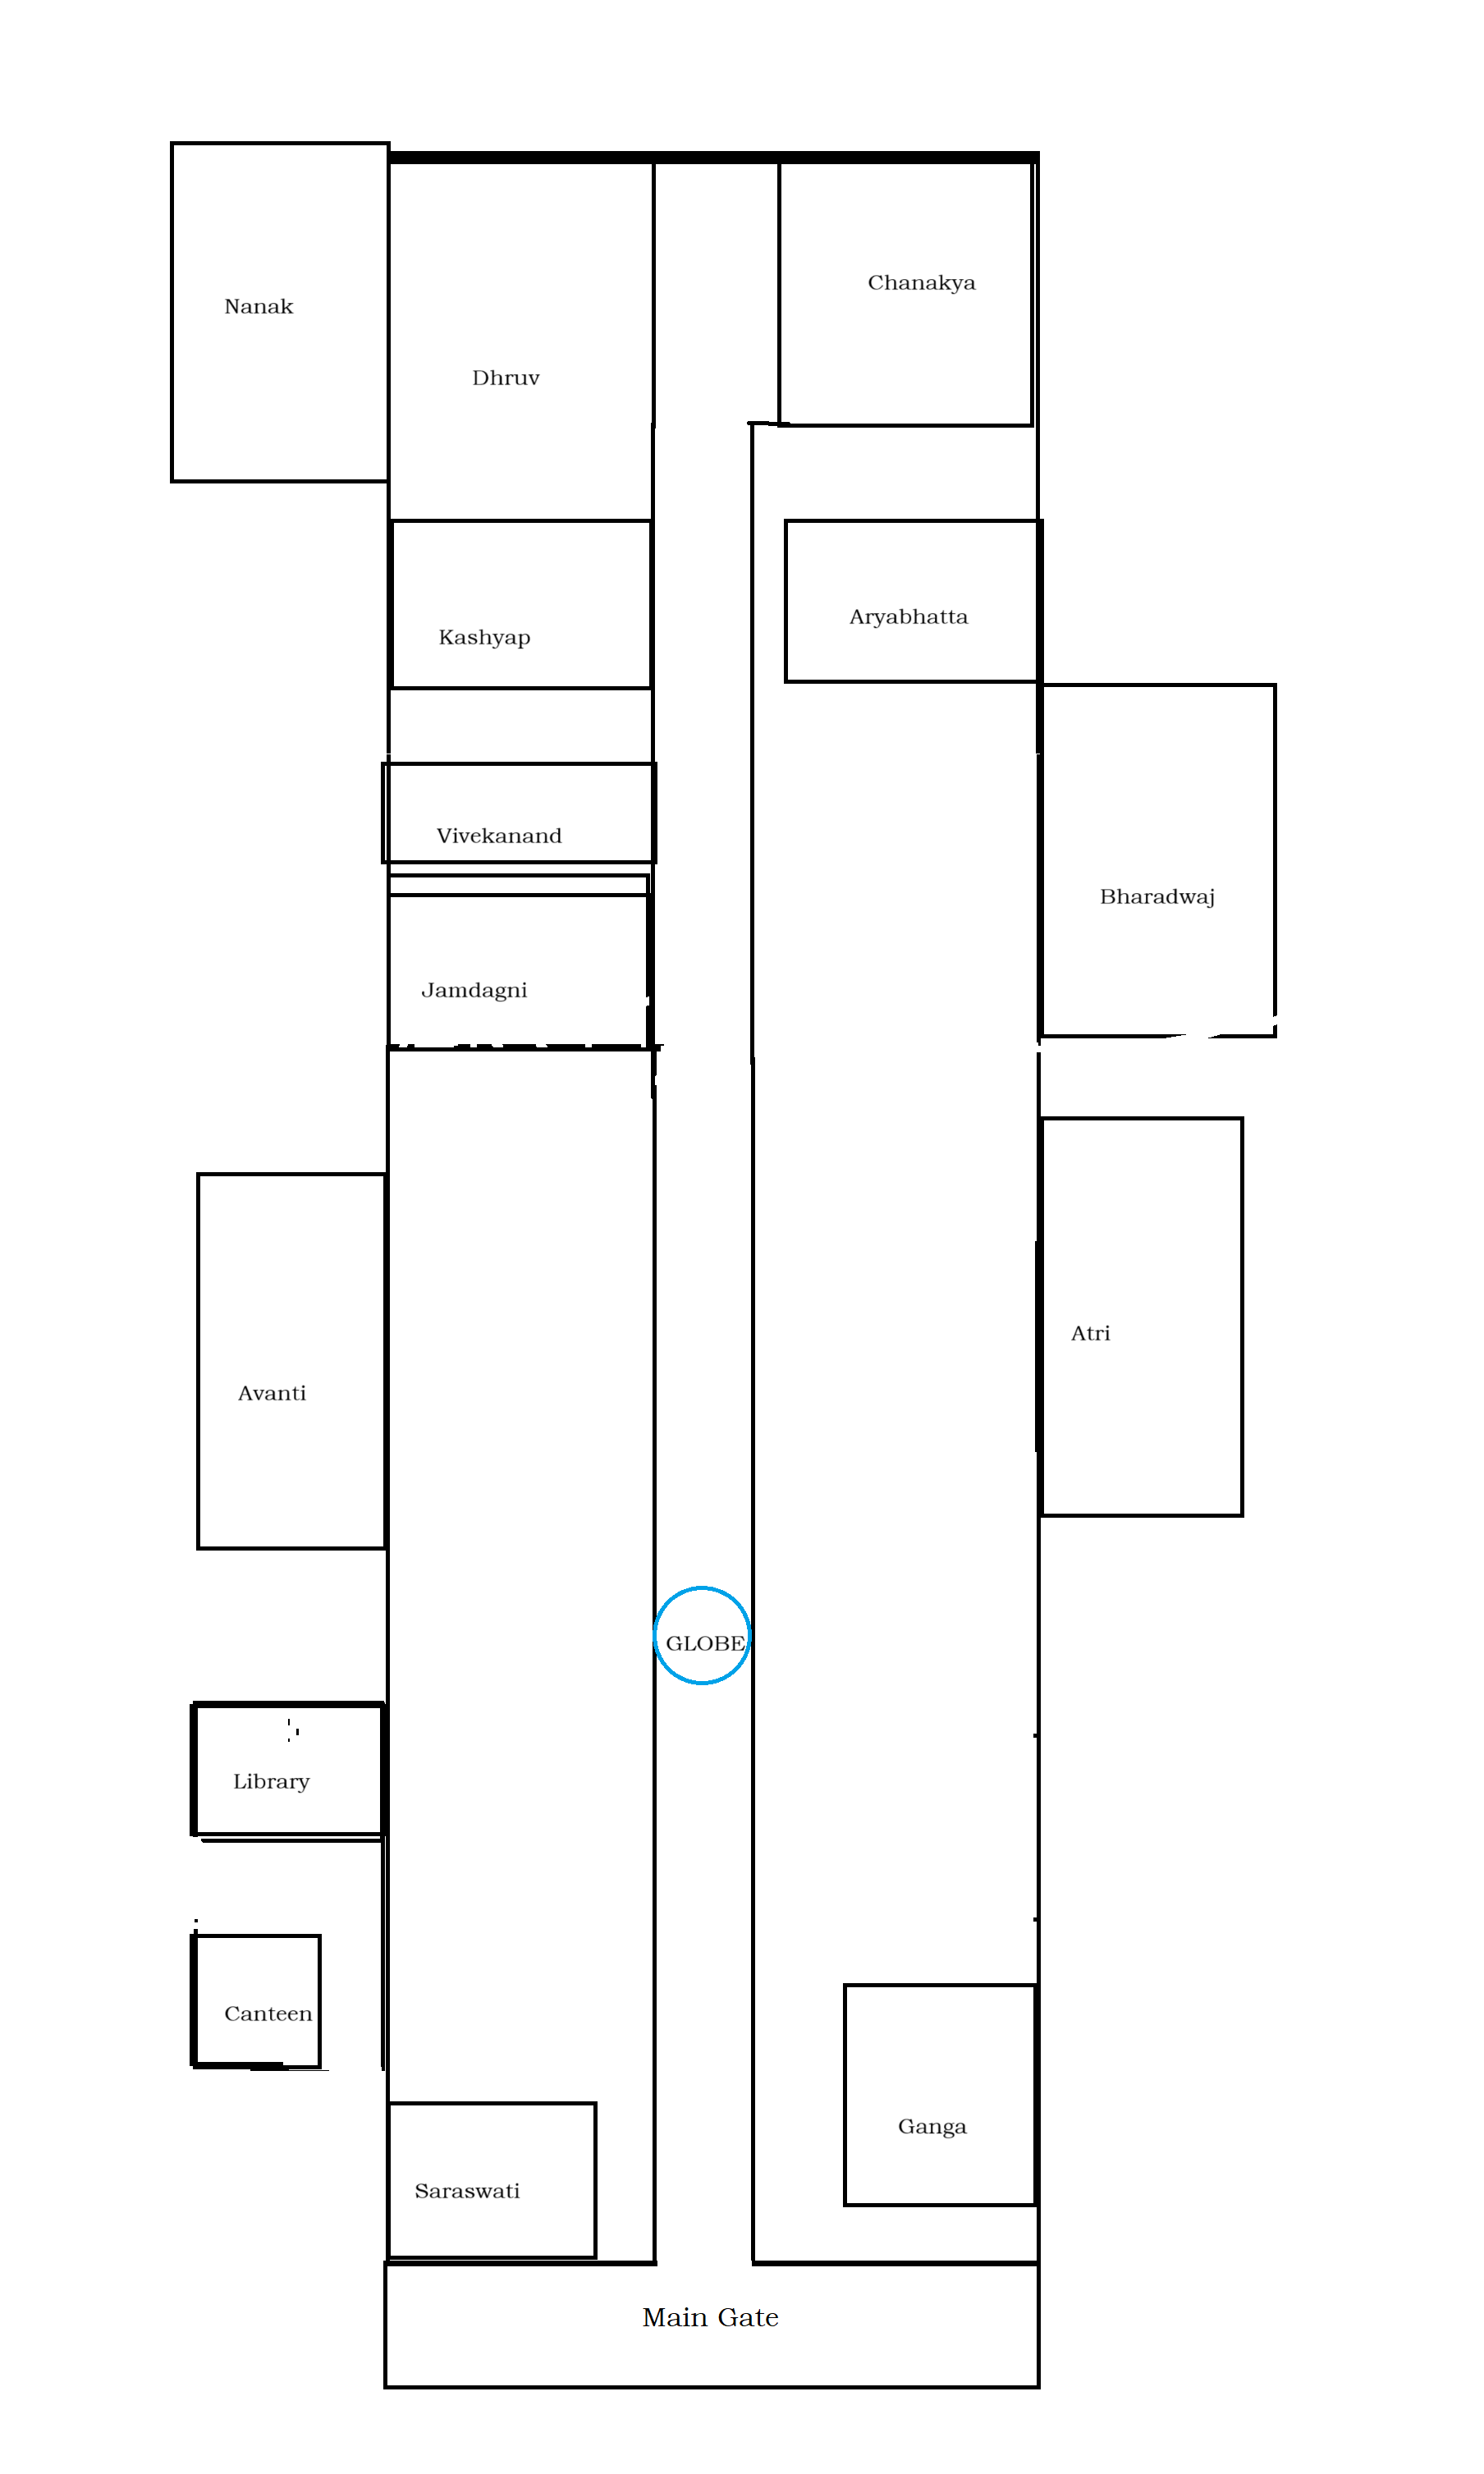 Chanakya
Nanak
Dhruv
Aryabhatta
Kashyap
Vivekanand
Bharadwaj
Jamdagni
Atri
Avanti
GLOBE
Library
Canteen
Ganga
Saraswati
Main Gate